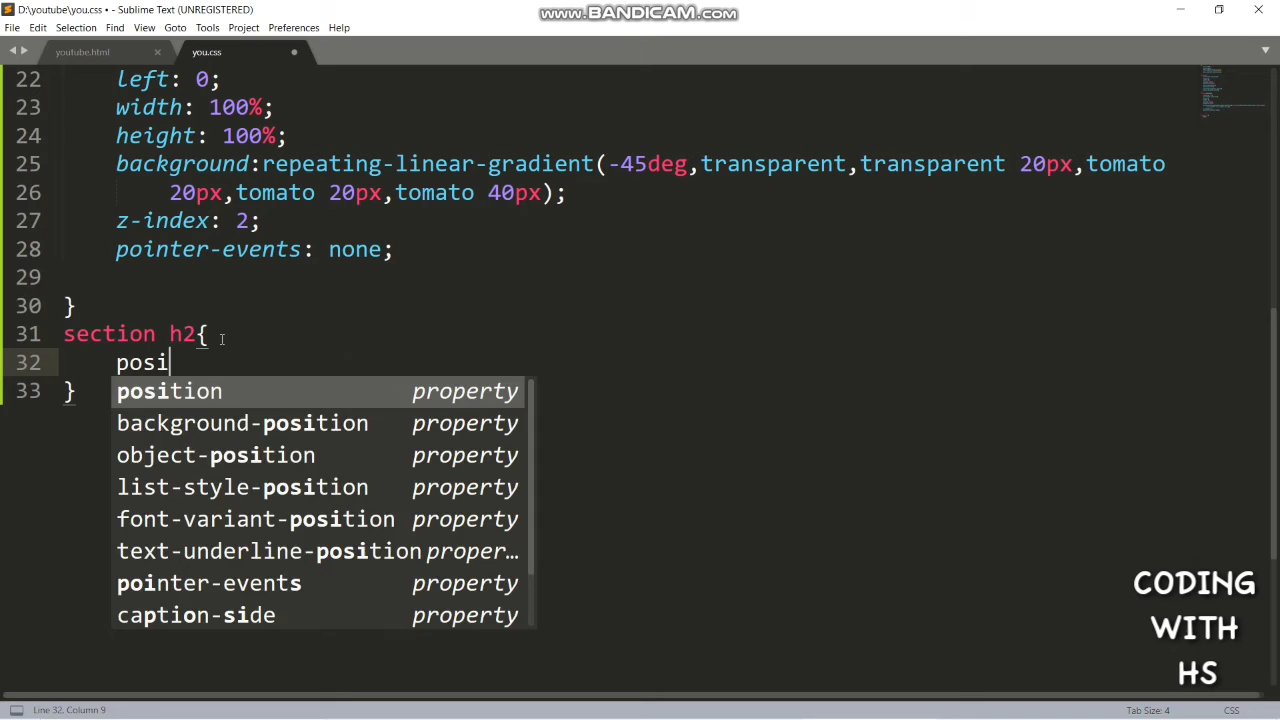 D:\youtube\you.css • - Sublime Text (UNREGISTERED)
www.BANDICAM.com
File Edit Selection Find View Goto Tools Project Preferences Help
youtube.html you.css
22 left: 0;
23 width: 100%;
24 height: 100%;
25 background:repeating-linear-gradient(-45deg,transparent,transparent 20px,tomato
26 20px,tomato 20px,tomato 40px);
27 z-index: 2;
28 pointer-events: none;
29
30 }
31 section h2{
32 posi
33 }
position property
background-position property
object-position property
list-style-position property
font-variant-position property
text-underline-position proper…
pointer-events property
caption-side property
CODING
WITH
HS
Line 32, Column 9
Tab Size: 4
CSS